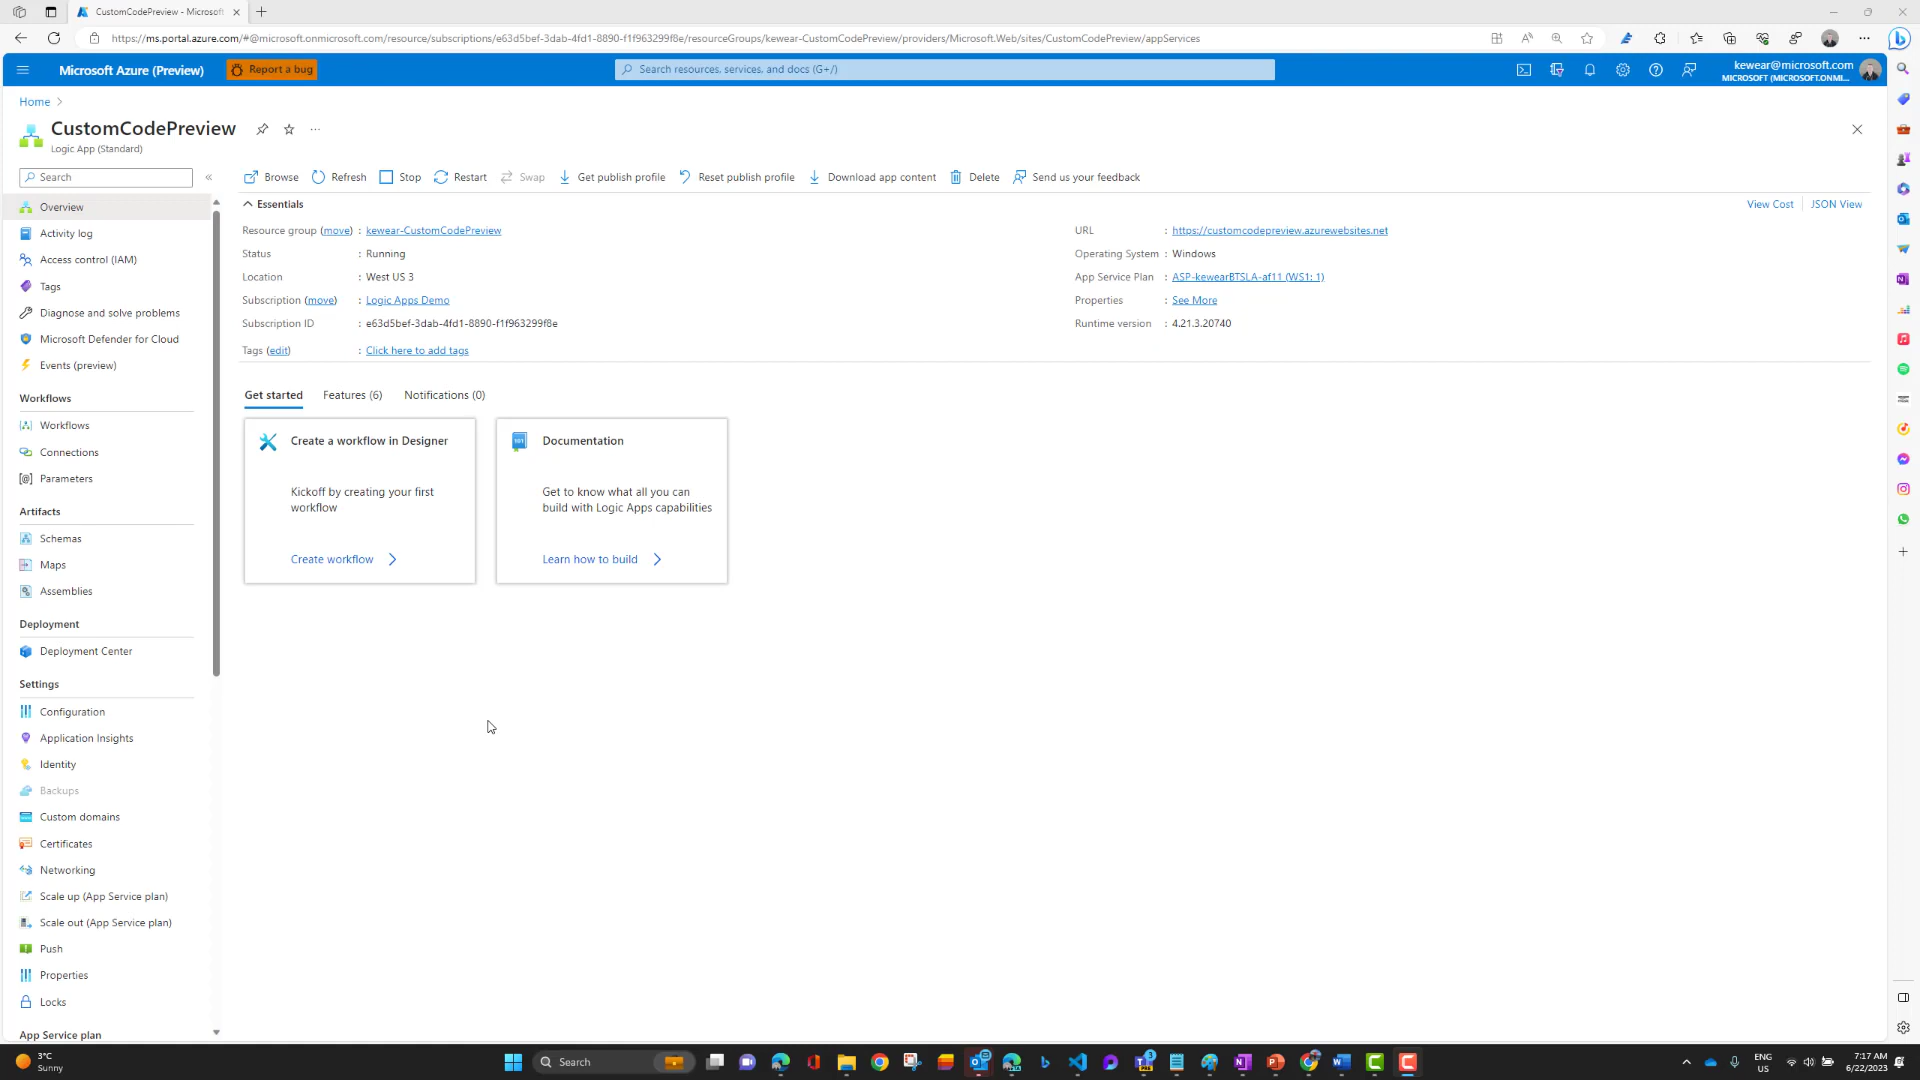 CustomCodePreview - Microsoft
https://ms.portal.azure.com/#@microsoft.onmicrosoft.com/resource/subscriptions/e63d5bef-3dab-4fd1-8890-f1f963299f8e/resourceGroups/kewear-CustomCodePreview/providers/Microsoft.Web/sites/CustomCodePreview/appServices
Microsoft Azure (Preview)
Report a bug
Search resources, services, and docs (G+/)
kewear@microsoft.com
MICROSOFT (MICROSOFT.ONMI...
Home
CustomCodePreview
Logic App (Standard)
Search
Browse Refresh Stop Restart Swap Get publish profile Reset publish profile Download app content Delete Send us your feedback
Overview
Activity log
Access control (IAM)
Tags
Diagnose and solve problems
Microsoft Defender for Cloud
Events (preview)
Workflows
Workflows
Connections
Parameters
Artifacts
Schemas
Maps
Assemblies
Deployment
Deployment Center
Settings
Configuration
Application Insights
Identity
Backups
Custom domains
Certificates
Networking
Scale up (App Service plan)
Scale out (App Service plan)
Push
Properties
Locks
App Service plan
Essentials
View Cost JSON View
Resource group (move) : kewear-CustomCodePreview
Status : Running
Location : West US 3
Subscription (move) : Logic Apps Demo
Subscription ID : e63d5bef-3dab-4fd1-8890-f1f963299f8e
Tags (edit) : Click here to add tags
URL : https://customcodepreview.azurewebsites.net
Operating System : Windows
App Service Plan : ASP-kewearBTSLA-af11 (WS1: 1)
Properties : See More
Runtime version : 4.21.3.20740
Get started Features (6) Notifications (0)
Create a workflow in Designer
Kickoff by creating your first
workflow
Create workflow
Documentation
Get to know what all you can
build with Logic Apps capabilities
Learn how to build
3°C
Sunny
Search
ENG
US
7:17 AM
6/22/2023